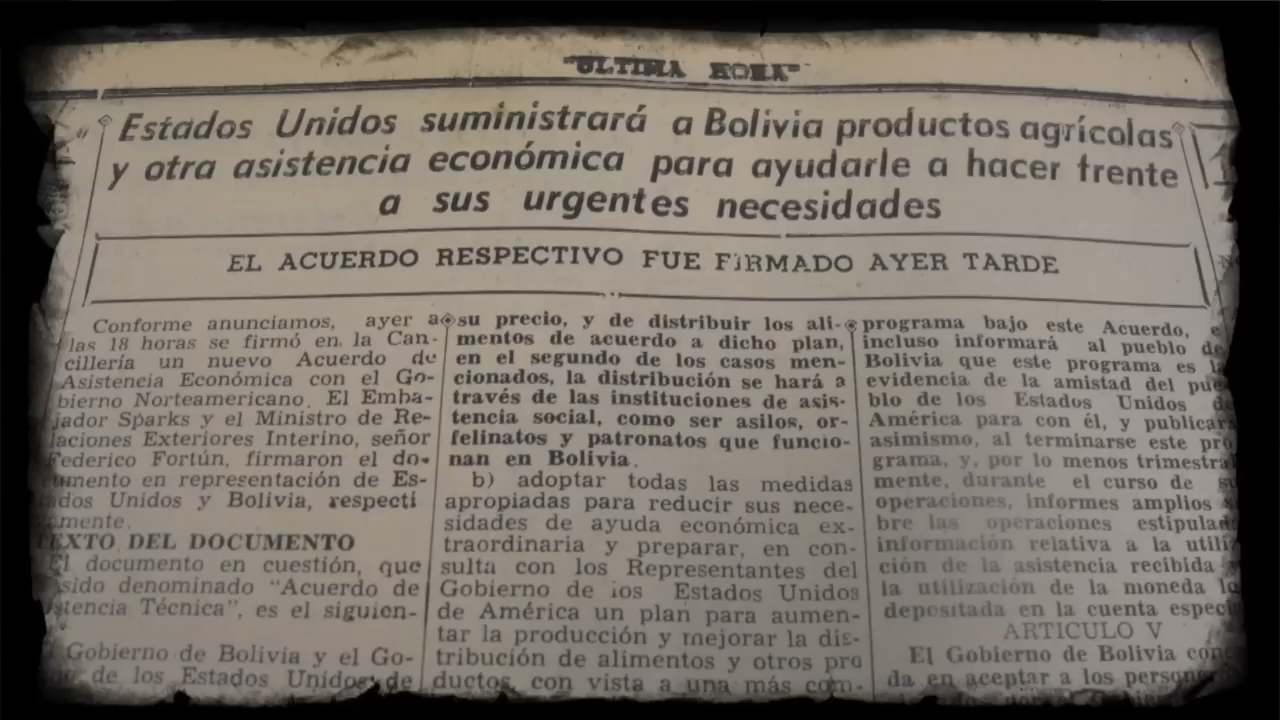 "ULTIMA HORA"
Estados Unidos suministrará a Bolivia productos agrícolas
y otra asistencia económica para ayudarle a hacer frente
a sus urgentes necesidades
EL ACUERDO RESPECTIVO FUE FIRMADO AYER TARDE
Conforme anunciamos, ayer a
las 18 horas se firmó en la Can-
cillería un nuevo Acuerdo de
Asistencia Económica con el Go-
bierno Norteamericano. El Emba-
jador Sparks y el Ministro de Re-
laciones Exteriores Interino, señor
Federico Fortún, firmaron el do-
umento en representación de Es-
ados Unidos y Bolivia, respecti
amente.
EXTO DEL DOCUMENTO
El documento en cuestión, que
sido denominado "Acuerdo de
stencia Técnica", es el siguien-
Gobierno de Bolivia y el Go-
de los Estados Unidos de
su precio, y de distribuir los ali-
mentos de acuerdo a dicho plan,
en el segundo de los casos men-
cionados, la distribución se hará a
través de las instituciones de asis-
tencia social, como ser asilos, or-
felinatos y patronatos que funcio-
nan en Bolivia.
b) adoptar todas las medidas
apropiadas para reducir sus nece-
sidades de ayuda económica ex-
traordinaria y preparar, en con-
sulta con los Representantes del
Gobierno de los Estados Unidos
de América un plan para aumen-
tar la producción y mejorar la dis-
tribución de alimentos y otros pro
ductos, con vista a una más com-
programa bajo este Acuerdo, e
incluso informará al pueblo de
Bolivia que este programa es la
evidencia de la amistad del pue
blo de los Estados Unidos de
América para con él, y publicará
asimismo, al terminarse este pro
grama, y, por lo menos trimestral
mente, durante el curso de su
operaciones, informes amplios s
bre las operaciones estipulad
información relativa a la utiliz
ción de la asistencia recibida
la utilización de la moneda lo
depositada en la cuenta especi
ARTICULO V
El Gobierno de Bolivia con
da en aceptar a los person